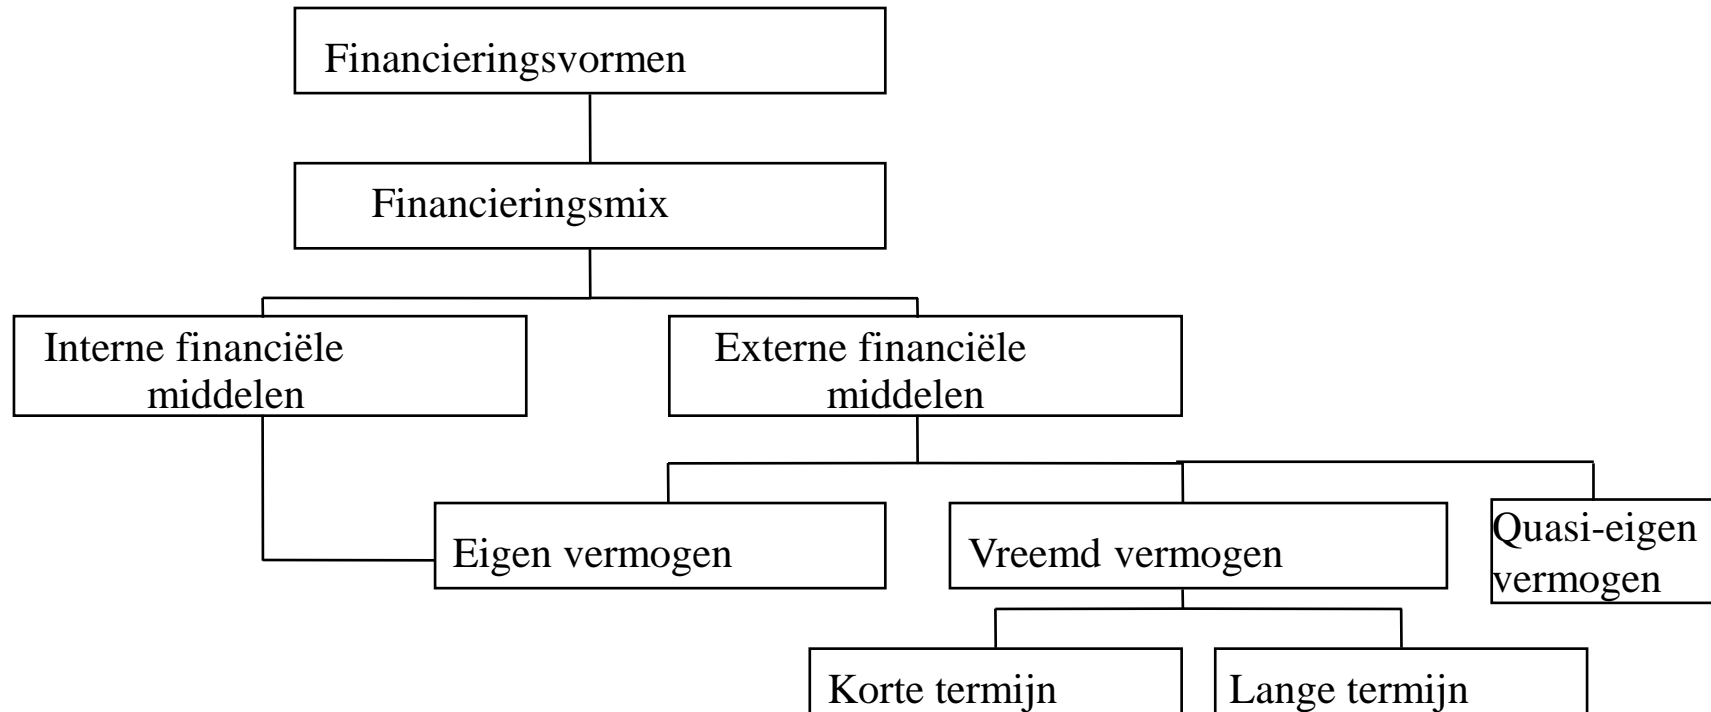 Financieringsvormen
Financieringsmix
Interne financiële
middelen
Externe financiële
middelen
Eigen vermogen
Vreemd vermogen
Quasi-eigen
vermogen
Korte termijn
Lange termijn